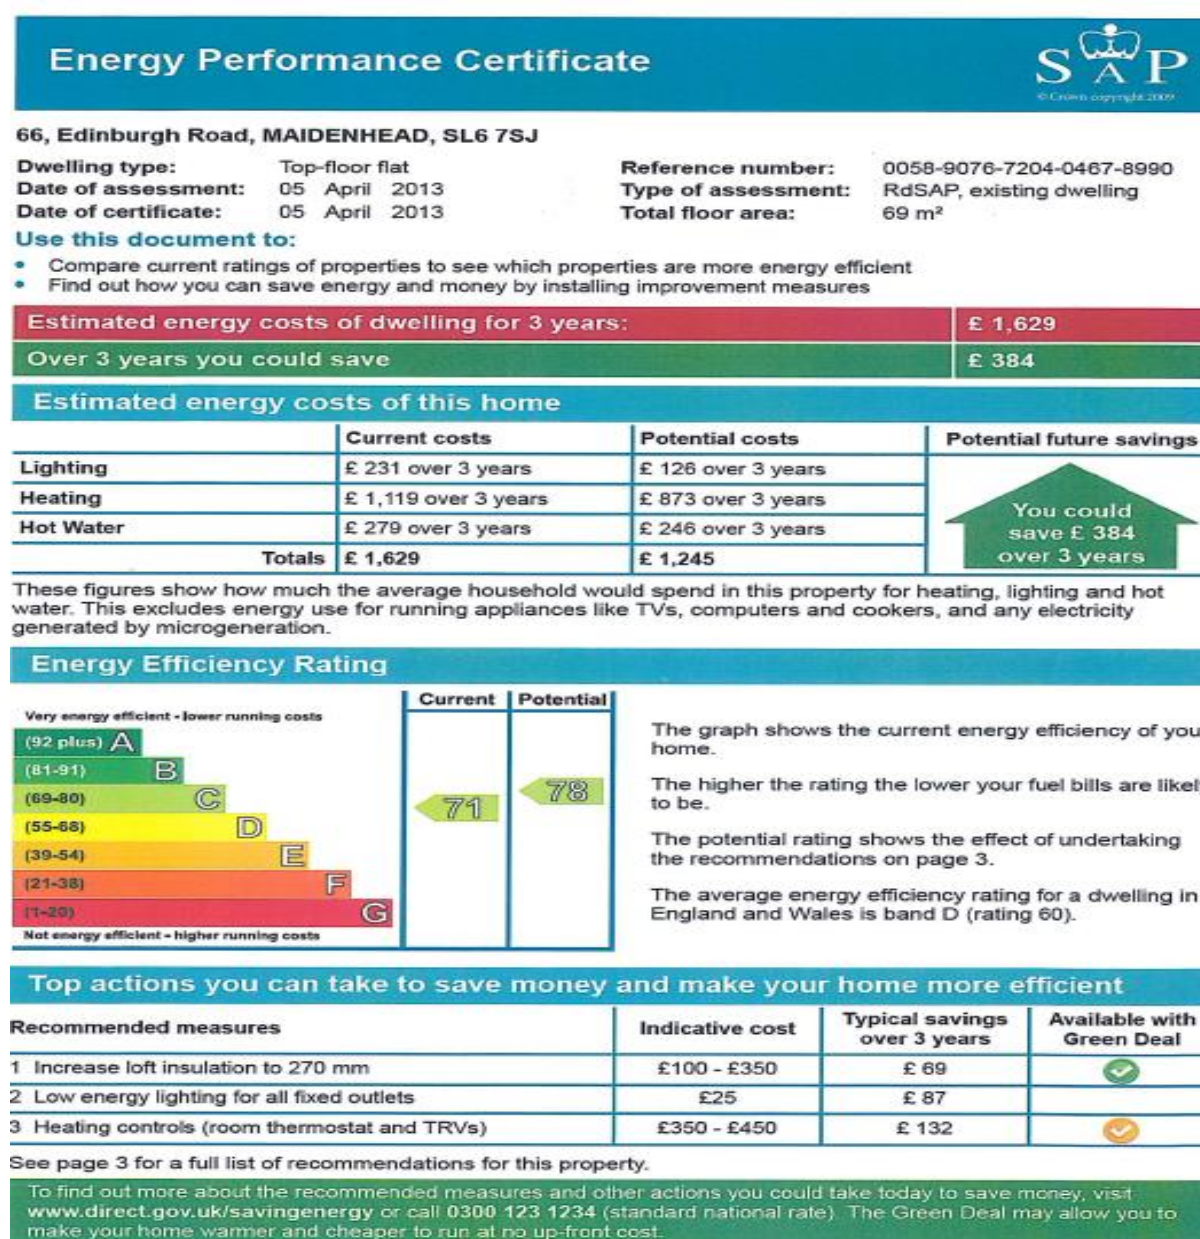 Energy Performance Certificate
SAP
© Crown copyright 2009
66, Edinburgh Road, MAIDENHEAD, SL6 7SJ
Dwelling type: Top-floor flat
Date of assessment: 05 April 2013
Date of certificate: 05 April 2013
Reference number: 0058-9076-7204-0467-8990
Type of assessment: RdSAP, existing dwelling
Total floor area: 69 m²
Use this document to:
• Compare current ratings of properties to see which properties are more energy efficient
• Find out how you can save energy and money by installing improvement measures
Estimated energy costs of dwelling for 3 years: £ 1,629
Over 3 years you could save £ 384
Estimated energy costs of this home
Current costs Potential costs Potential future savings
Lighting £ 231 over 3 years £ 126 over 3 years
Heating £ 1,119 over 3 years £ 873 over 3 years
Hot Water £ 279 over 3 years £ 246 over 3 years
Totals £ 1,629 £ 1,245
You could
save £ 384
over 3 years
These figures show how much the average household would spend in this property for heating, lighting and hot
water. This excludes energy use for running appliances like TVs, computers and cookers, and any electricity
generated by microgeneration.
Energy Efficiency Rating
Current Potential
Very energy efficient - lower running costs
(92 plus) A
(81-91) B
(69-80) C
(55-68) D
(39-54) E
(21-38) F
(1-20) G
Not energy efficient - higher running costs
71
78
The graph shows the current energy efficiency of you
home.
The higher the rating the lower your fuel bills are likel
to be.
The potential rating shows the effect of undertaking
the recommendations on page 3.
The average energy efficiency rating for a dwelling in
England and Wales is band D (rating 60).
Top actions you can take to save money and make your home more efficient
Recommended measures Indicative cost Typical savings over 3 years Available with Green Deal
1 Increase loft insulation to 270 mm £100 - £350 £ 69
2 Low energy lighting for all fixed outlets £25 £ 87
3 Heating controls (room thermostat and TRVs) £350 - £450 £ 132
See page 3 for a full list of recommendations for this property.
To find out more about the recommended measures and other actions you could take today to save money, visit
www.direct.gov.uk/savingenergy or call 0300 123 1234 (standard national rate). The Green Deal may allow you to
make your home warmer and cheaper to run at no up-front cost.